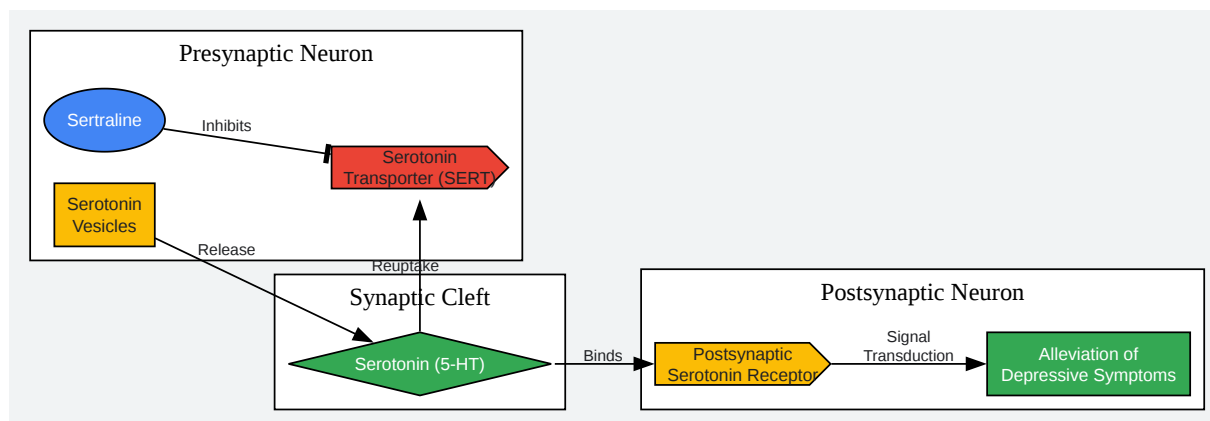 Presynaptic Neuron
Sertraline
Inhibits
Serotonin
Transporter (SERT)
Serotonin
Vesicles
Release
Reuptake
Synaptic Cleft
Serotonin (5-HT)
Binds
Postsynaptic Neuron
Postsynaptic
Serotonin Receptor
Signal
Transduction
Alleviation of
Depressive Symptoms